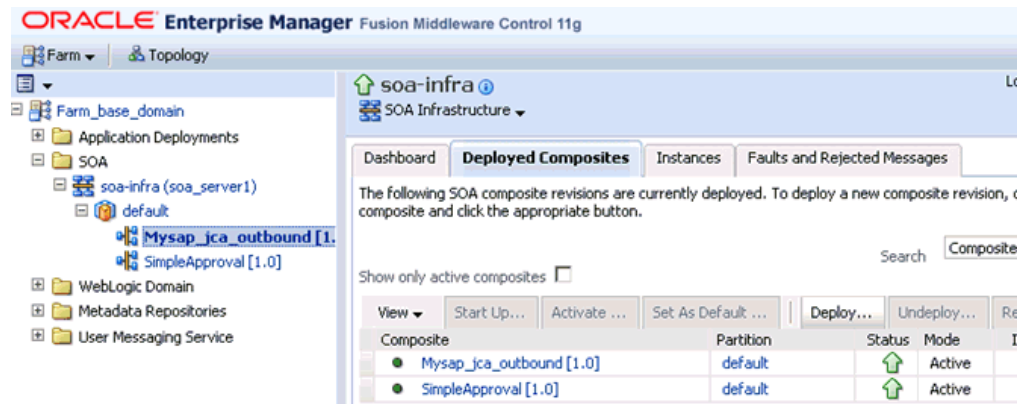 ORACLE Enterprise Manager Fusion Middleware Control 11g
Farm Topology
Farm_base_domain
Application Deployments
SOA
soa-infra (soa_server1)
default
Mysap_jca_outbound [1.
SimpleApproval [1.0]
WebLogic Domain
Metadata Repositories
User Messaging Service
soa-infra
Lo
SOA Infrastructure
Dashboard Deployed Composites Instances Faults and Rejected Messages
The following SOA composite revisions are currently deployed. To deploy a new composite revision,
composite and click the appropriate button.
Search Composite
Show only active composites
View Start Up... Activate ... Set As Default ... Deploy... Undeploy... Re
Composite Partition Status Mode
Mysap_jca_outbound [1.0] default Active
SimpleApproval [1.0] default Active